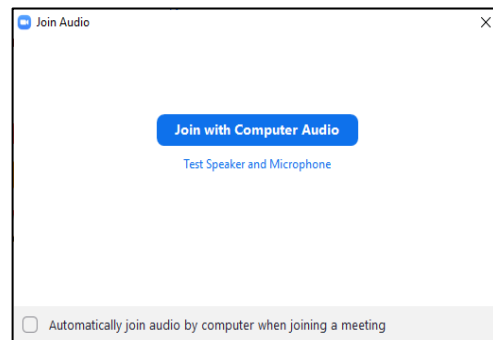 Join Audio
Join with Computer Audio
Test Speaker and Microphone
Automatically join audio by computer when joining a meeting